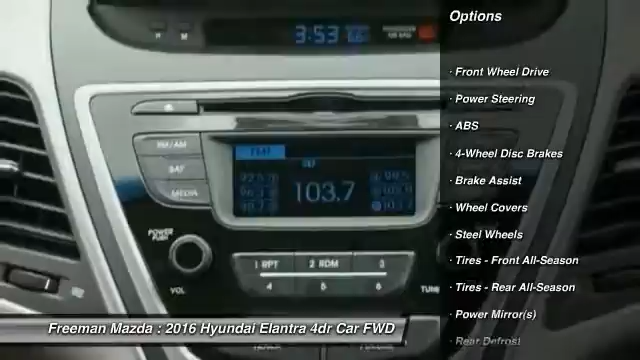 Options
3:53
· Front Wheel Drive
· Power Steering
· ABS
· 4-Wheel Disc Brakes
· Brake Assist
· Wheel Covers
· Steel Wheels
· Tires - Front All-Season
· Tires - Rear All-Season
· Power Mirror(s)
· Rear Defrost
FM/AM
SAT
MEDIA
103.7
POWER
PUSH
VOL
1 RPT 2 RDM 3
4 5 6
TUNE
Freeman Mazda : 2016 Hyundai Elantra 4dr Car FWD